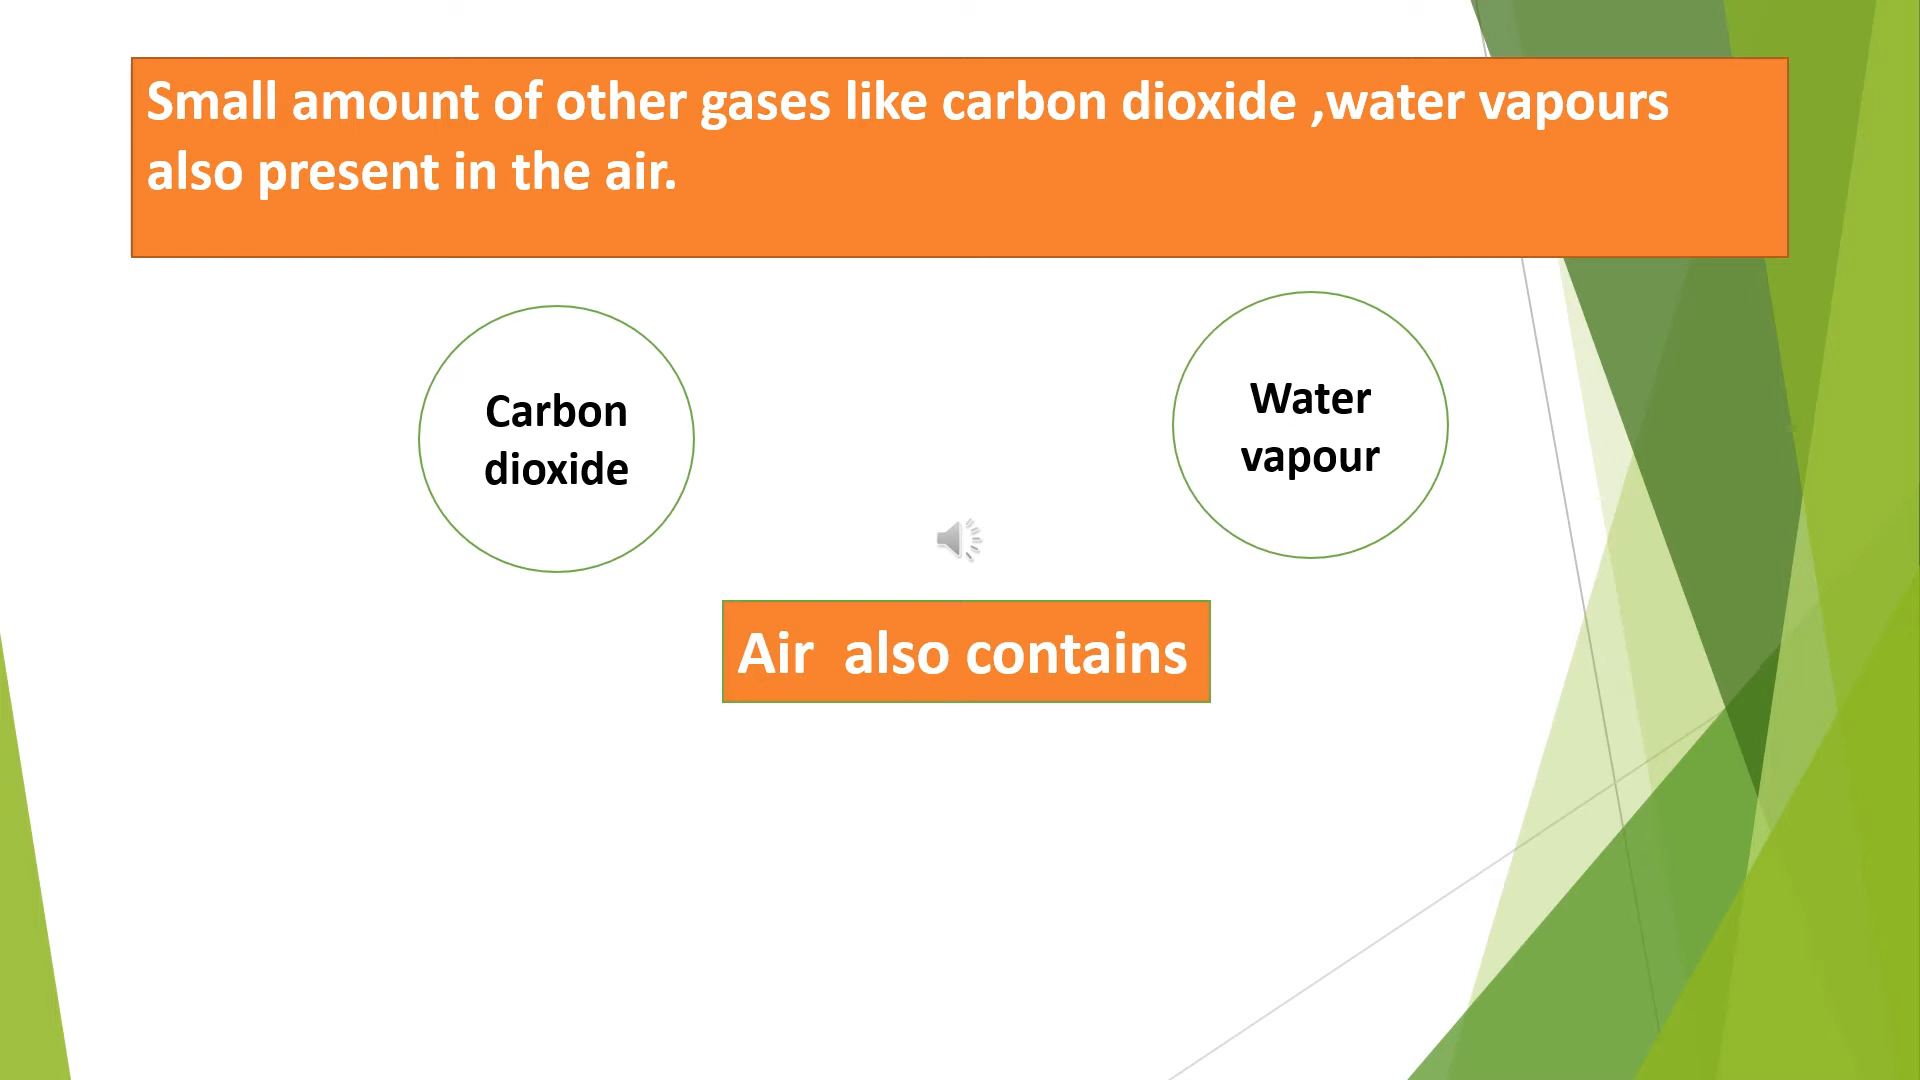 Small amount of other gases like carbon dioxide ,water vapours
also present in the air.
Carbon
dioxide
Water
vapour
Air  also contains